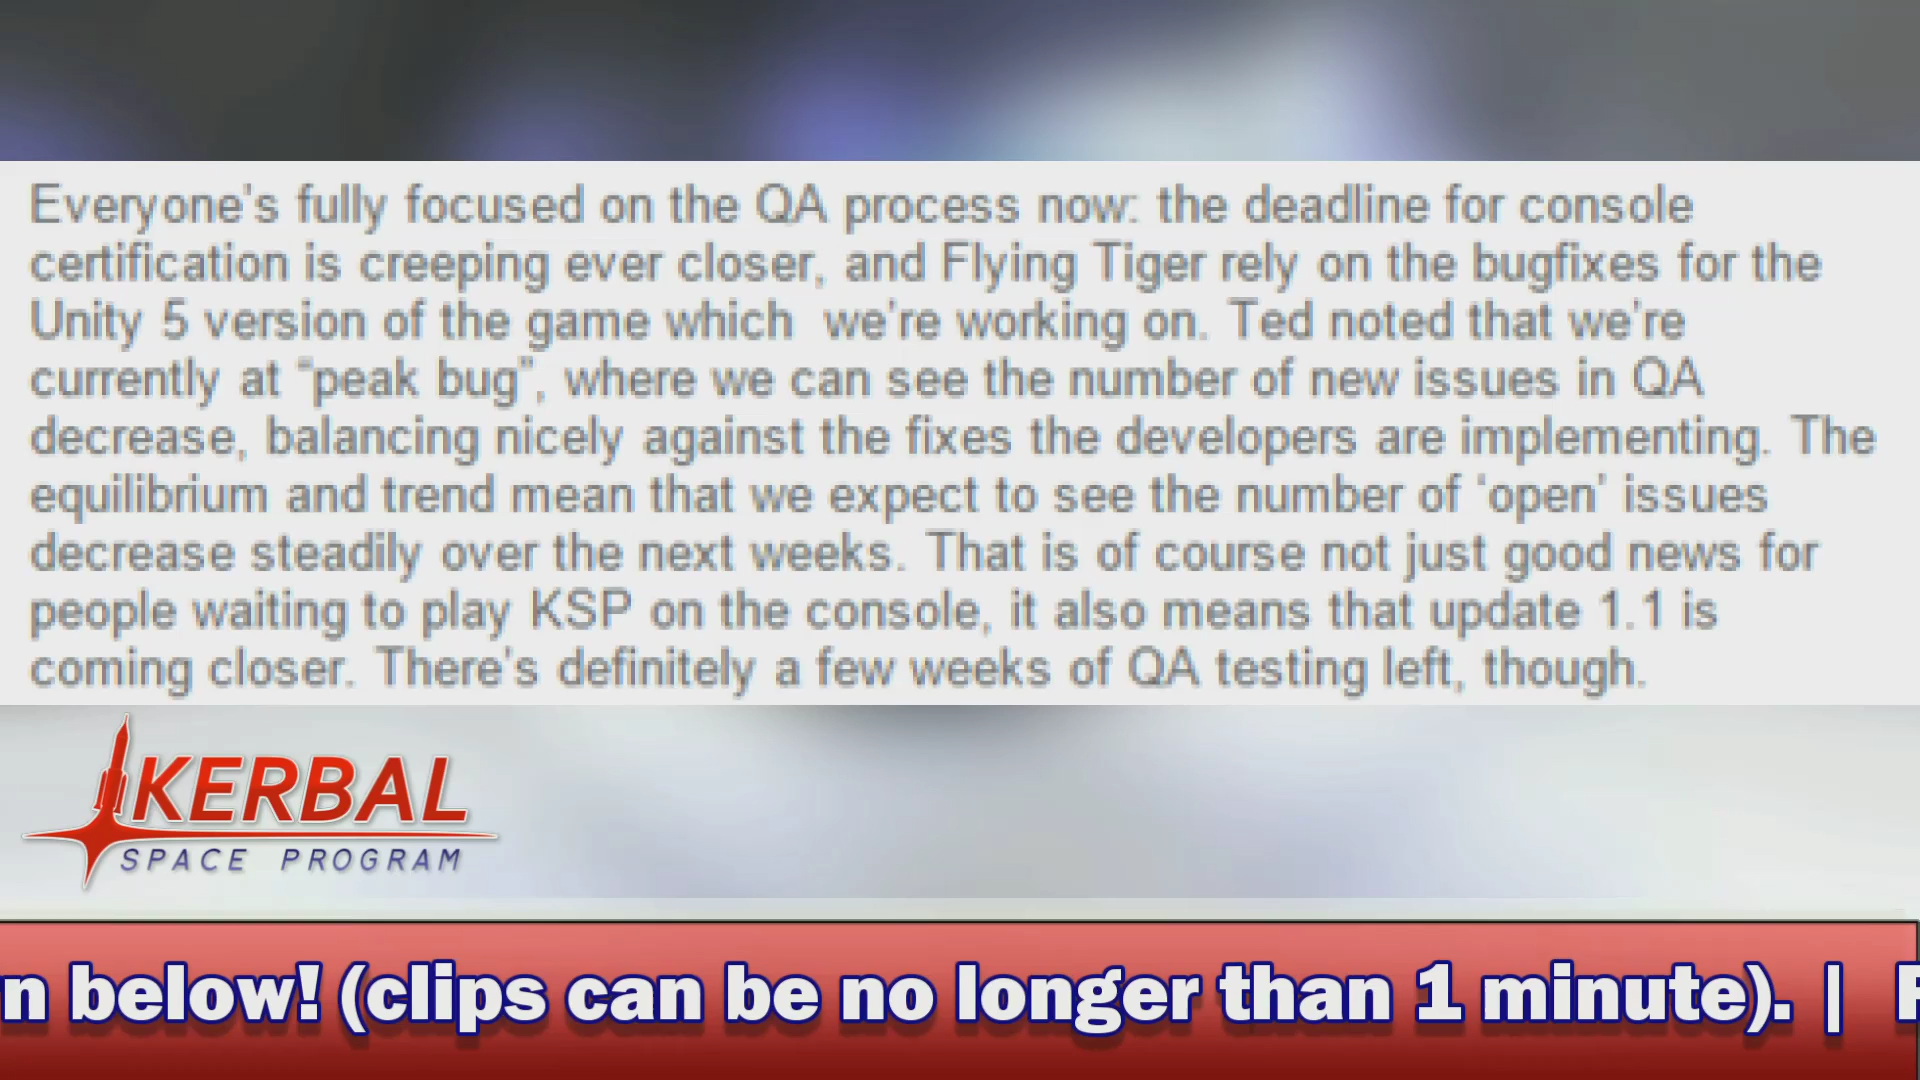 Everyone's fully focused on the QA process now: the deadline for console
certification is creeping ever closer, and Flying Tiger rely on the bugfixes for the
Unity 5 version of the game which  we're working on. Ted noted that we're
currently at “peak bug”, where we can see the number of new issues in QA
decrease, balancing nicely against the fixes the developers are implementing. The
equilibrium and trend mean that we expect to see the number of ‘open’ issues
decrease steadily over the next weeks. That is of course not just good news for
people waiting to play KSP on the console, it also means that update 1.1 is
coming closer. There's definitely a few weeks of QA testing left, though.
KERBAL
SPACE PROGRAM
n below! (clips can be no longer than 1 minute). |